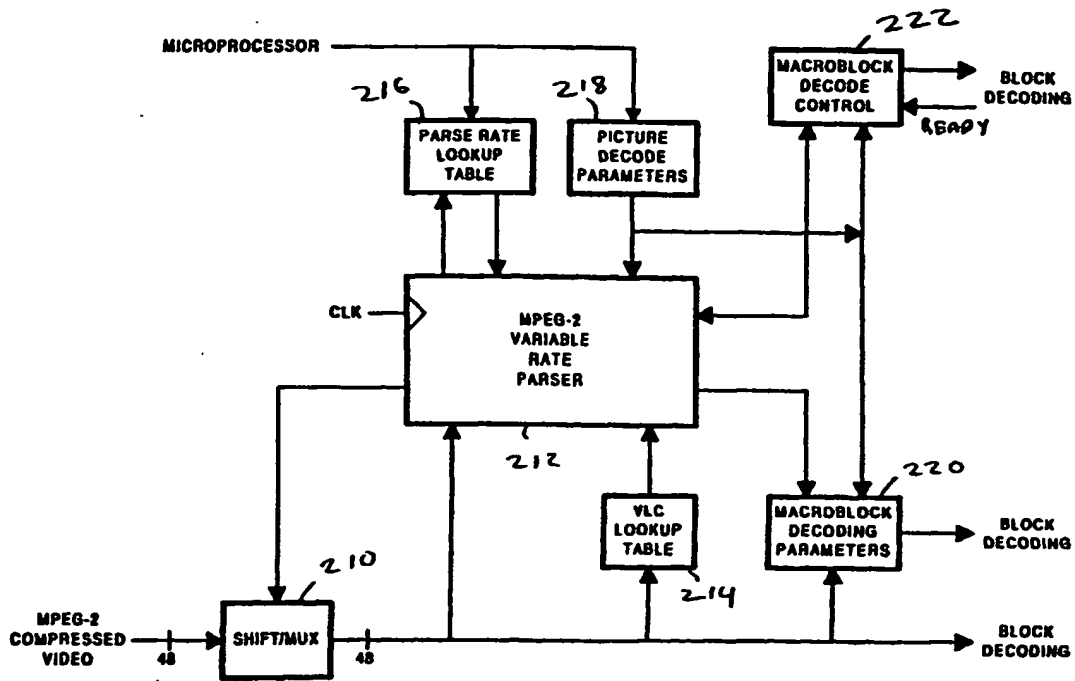 MICROPROCESSOR
216
PARSE RATE
LOOKUP
TABLE
218
PICTURE
DECODE
PARAMETERS
222
MACROBLOCK
DECODE
CONTROL
BLOCK
DECODING
READY
CLK
MPEG-2
VARIABLE
RATE
PARSER
212
VLC
LOOKUP
TABLE
214
220
MACROBLOCK
DECODING
PARAMETERS
BLOCK
DECODING
210
MPEG-2
COMPRESSED
VIDEO
48
SHIFT/MUX
48
BLOCK
DECODING